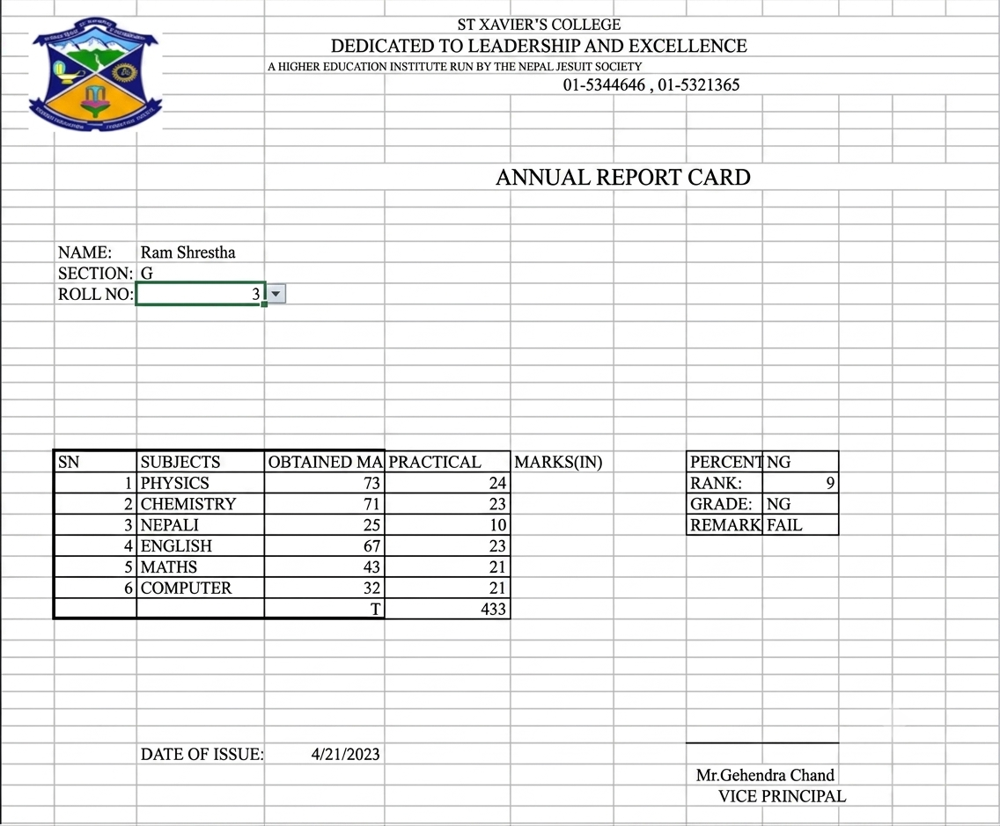 ST XAVIER'S COLLEGE
DEDICATED TO LEADERSHIP AND EXCELLENCE
A HIGHER EDUCATION INSTITUTE RUN BY THE NEPAL JESUIT SOCIETY
01-5344646 , 01-5321365
ANNUAL REPORT CARD
NAME: Ram Shrestha
SECTION: G
ROLL NO: 3
SN SUBJECTS OBTAINED MA PRACTICAL MARKS(IN) PERCENT NG
1 PHYSICS 73 24 RANK: 9
2 CHEMISTRY 71 23 GRADE: NG
3 NEPALI 25 10 REMARK FAIL
4 ENGLISH 67 23
5 MATHS 43 21
6 COMPUTER 32 21
T 433
DATE OF ISSUE: 4/21/2023
Mr.Gehendra Chand
VICE PRINCIPAL